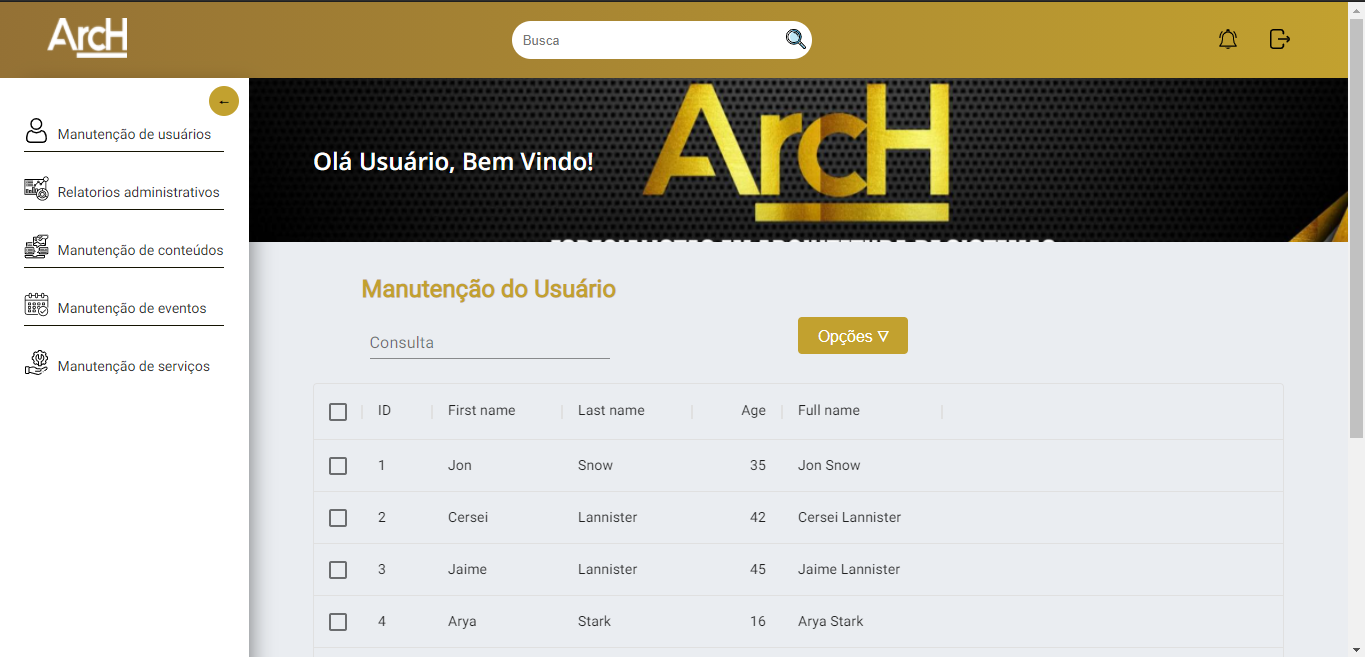 ArcH
Busca
←
Manutenção de usuários
Relatorios administrativos
Manutenção de conteúdos
Manutenção de eventos
Manutenção de serviços
Olá Usuário, Bem Vindo!
ArcH
Manutenção do Usuário
Consulta
Opções ▽
ID First name Last name Age Full name
1 Jon Snow 35 Jon Snow
2 Cersei Lannister 42 Cersei Lannister
3 Jaime Lannister 45 Jaime Lannister
4 Arya Stark 16 Arya Stark